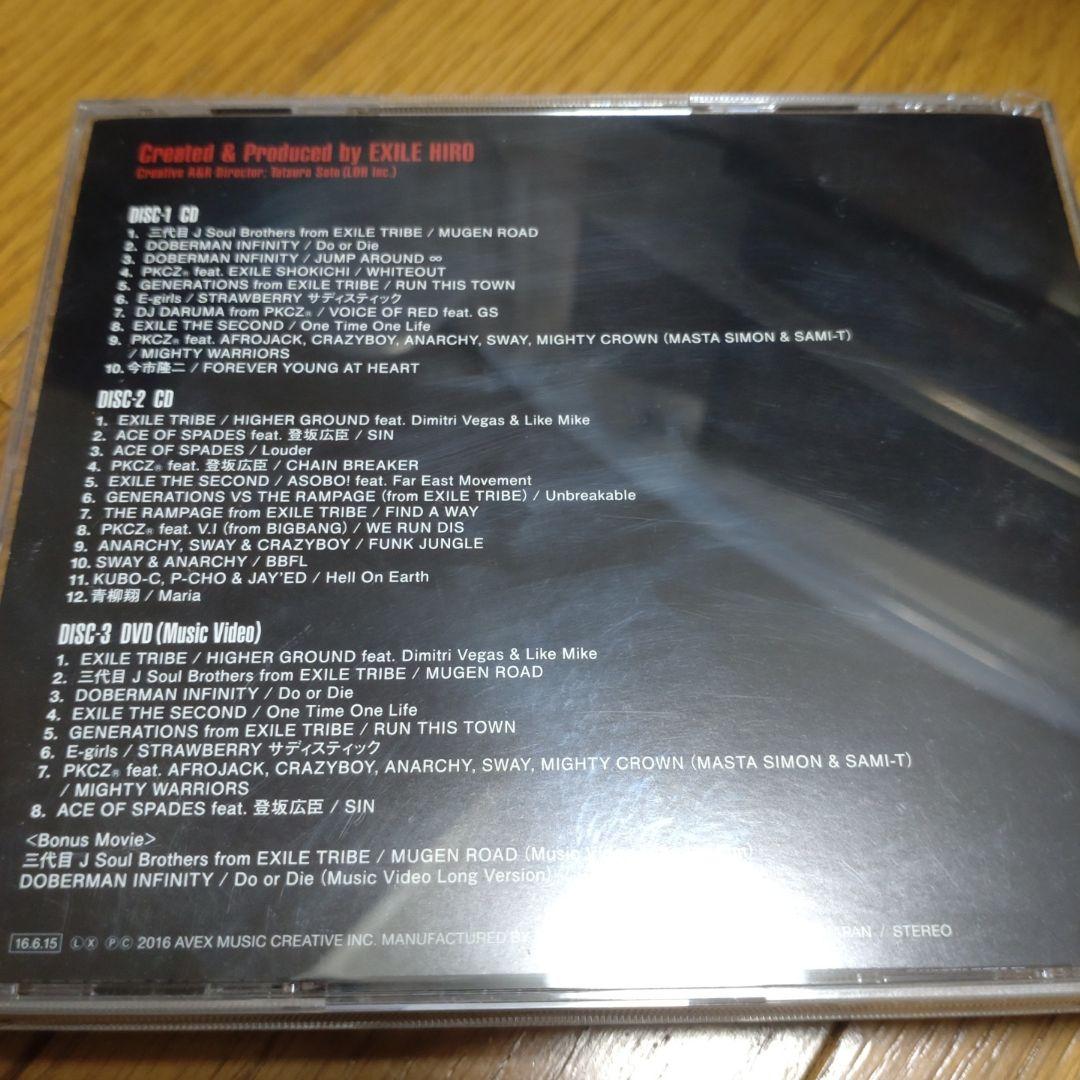 Created & Produced by EXILE HIRO
Creative A&R Director: Tatsuro Sato (LDH Inc.)
DISC-1 CD
1. 三代目 J Soul Brothers from EXILE TRIBE / MUGEN ROAD
2. DOBERMAN INFINITY / Do or Die
3. DOBERMAN INFINITY / JUMP AROUND ∞
4. PKCZ® feat. EXILE SHOKICHI / WHITEOUT
5. GENERATIONS from EXILE TRIBE / RUN THIS TOWN
6. E-girls / STRAWBERRY サディスティック
7. DJ DARUMA from PKCZ® / VOICE OF RED feat. GS
8. EXILE THE SECOND / One Time One Life
9. PKCZ® feat. AFROJACK, CRAZYBOY, ANARCHY, SWAY, MIGHTY CROWN (MASTA SIMON & SAMI-T)
/ MIGHTY WARRIORS
10. 今市隆二 / FOREVER YOUNG AT HEART
DISC-2 CD
1. EXILE TRIBE / HIGHER GROUND feat. Dimitri Vegas & Like Mike
2. ACE OF SPADES feat. 登坂広臣 / SIN
3. ACE OF SPADES / Louder
4. PKCZ® feat. 登坂広臣 / CHAIN BREAKER
5. EXILE THE SECOND / ASOBO! feat. Far East Movement
6. GENERATIONS VS THE RAMPAGE (from EXILE TRIBE) / Unbreakable
7. THE RAMPAGE from EXILE TRIBE / FIND A WAY
8. PKCZ® feat. V.I (from BIGBANG) / WE RUN DIS
9. ANARCHY, SWAY & CRAZYBOY / FUNK JUNGLE
10. SWAY & ANARCHY / BBFL
11. KUBO-C, P-CHO & JAY'ED / Hell On Earth
12. 青柳翔 / Maria
DISC-3 DVD (Music Video)
1. EXILE TRIBE / HIGHER GROUND feat. Dimitri Vegas & Like Mike
2. 三代目 J Soul Brothers from EXILE TRIBE / MUGEN ROAD
3. DOBERMAN INFINITY / Do or Die
4. EXILE THE SECOND / One Time One Life
5. GENERATIONS from EXILE TRIBE / RUN THIS TOWN
6. E-girls / STRAWBERRY サディスティック
7. PKCZ® feat. AFROJACK, CRAZYBOY, ANARCHY, SWAY, MIGHTY CROWN (MASTA SIMON & SAMI-T)
/ MIGHTY WARRIORS
8. ACE OF SPADES feat. 登坂広臣 / SIN
<Bonus Movie>
三代目 J Soul Brothers from EXILE TRIBE / MUGEN ROAD (Music
DOBERMAN INFINITY / Do or Die (Music Video Long Version)
16.6.15 Ⓛ Ⓧ Ⓟ Ⓒ 2016 AVEX MUSIC CREATIVE INC. MANUFACTURED BY / STEREO